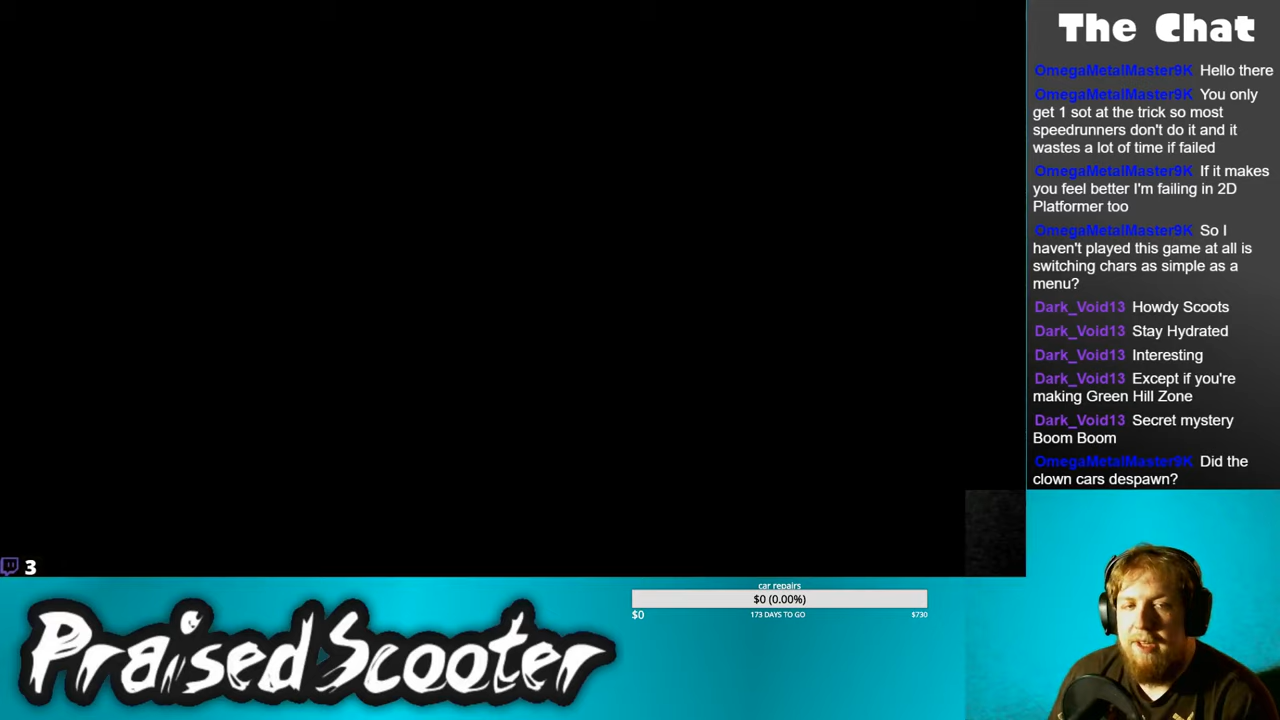 The Chat
OmegaMetalMaster9K Hello there
OmegaMetalMaster9K You only
get 1 sot at the trick so most
speedrunners don't do it and it
wastes a lot of time if failed
OmegaMetalMaster9K If it makes
you feel better I'm failing in 2D
Platformer too
OmegaMetalMaster9K So I
haven't played this game at all is
switching chars as simple as a
menu?
Dark_Void13 Howdy Scoots
Dark_Void13 Stay Hydrated
Dark_Void13 Interesting
Dark_Void13 Except if you're
making Green Hill Zone
Dark_Void13 Secret mystery
Boom Boom
OmegaMetalMaster9K Did the
clown cars despawn?
3
car repairs
$0 (0.00%)
$0 173 DAYS TO GO $730
PraisedScooter